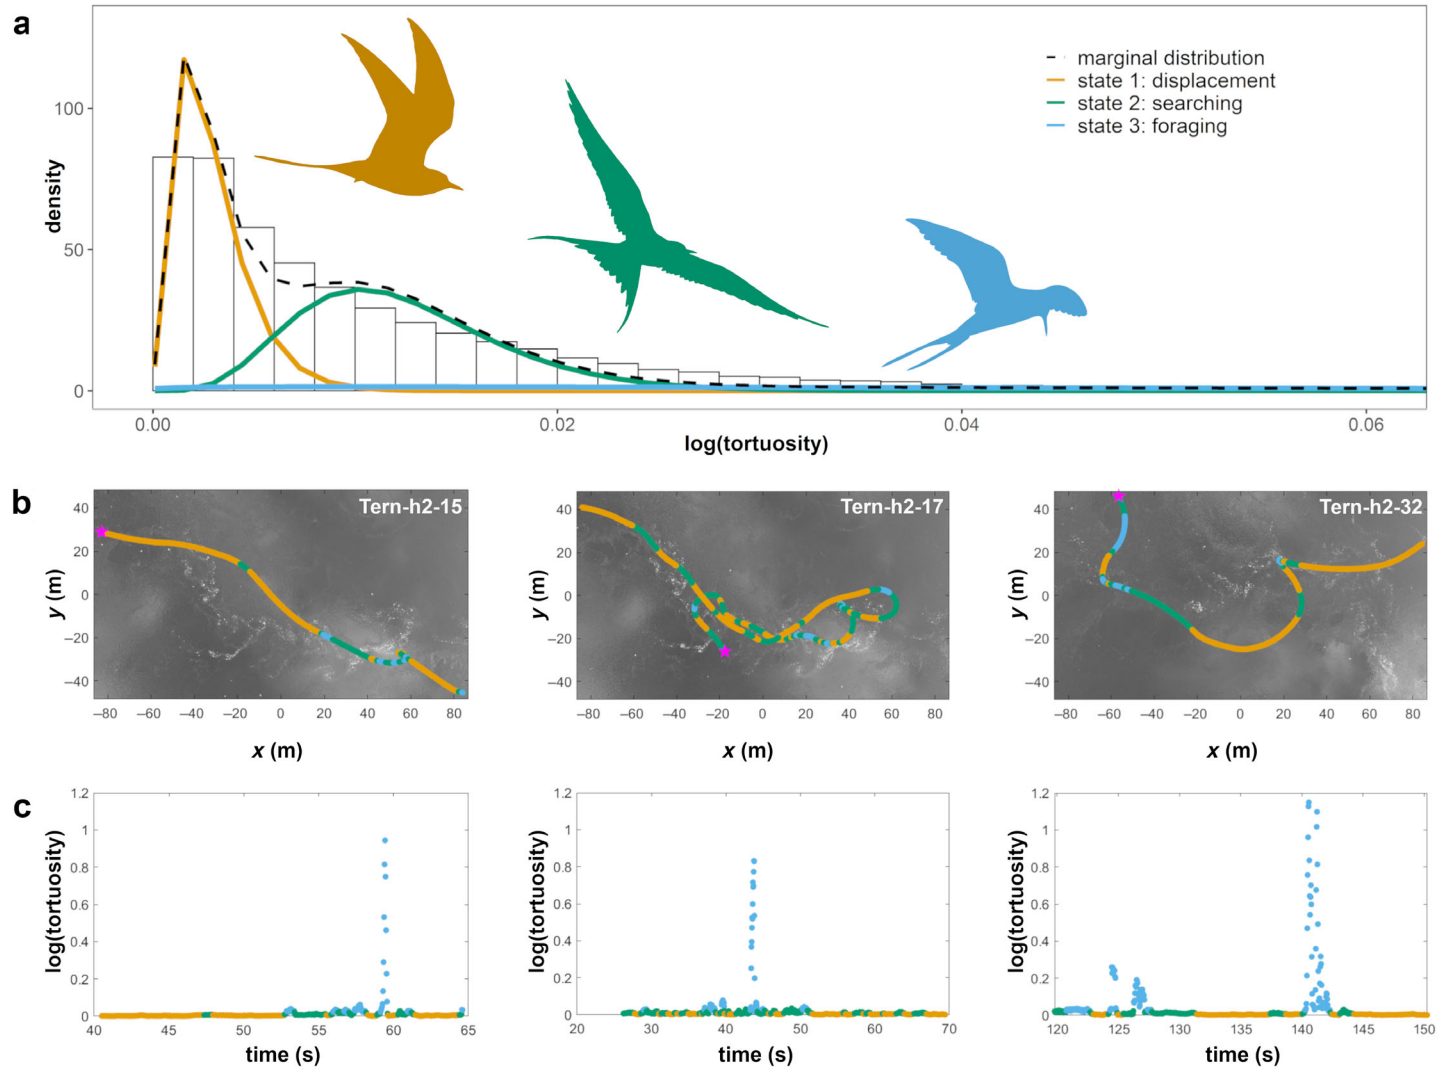 a
marginal distribution
state 1: displacement
state 2: searching
state 3: foraging
density
100
50
0
0.00 0.02 0.04 0.06
log(tortuosity)
b
Tern-h2-15
y (m)
40
20
0
–20
–40
–80 –60 –40 –20 0 20 40 60 80
x (m)
Tern-h2-17
y (m)
40
20
0
–20
–40
–80 –60 –40 –20 0 20 40 60 80
x (m)
Tern-h2-32
y (m)
40
20
0
–20
–40
–80 –60 –40 –20 0 20 40 60 80
x (m)
c
log(tortuosity)
1.2
1
0.8
0.6
0.4
0.2
0
40 45 50 55 60 65
time (s)
log(tortuosity)
1.2
1
0.8
0.6
0.4
0.2
0
20 30 40 50 60 70
time (s)
log(tortuosity)
1.2
1
0.8
0.6
0.4
0.2
0
120 125 130 135 140 145 150
time (s)